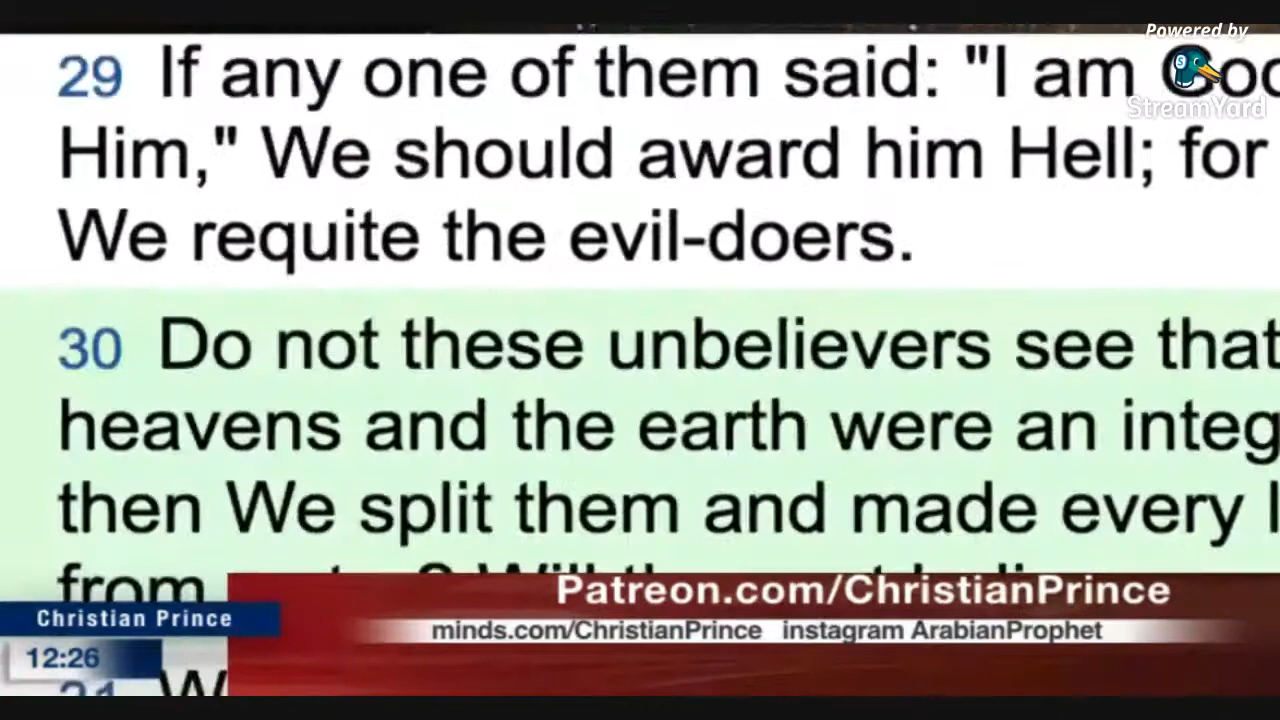 Powered by
StreamYard
29 If any one of them said: "I am
Him," We should award him Hell; for
We requite the evil-doers.
30 Do not these unbelievers see that
heavens and the earth were an integ
then We split them and made every
from
Christian Prince
12:26
Patreon.com/ChristianPrince
minds.com/ChristianPrince instagram ArabianProphet